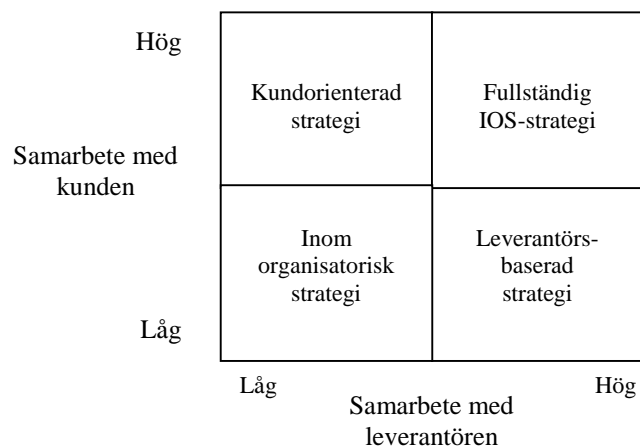 Hög
Kundorienterad
strategi
Fullständig
IOS-strategi
Samarbete med
kunden
Inom
organisatorisk
strategi
Leverantörs-
baserad
strategi
Låg
Låg
Hög
Samarbete med
leverantören